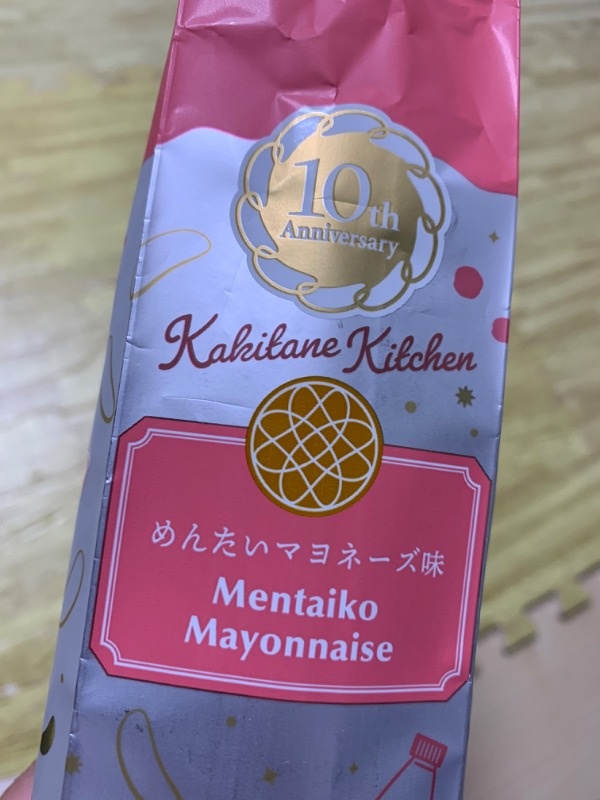 10th
Anniversary
Kakitane Kitchen
めんたいマヨネーズ味
Mentaiko
Mayonnaise